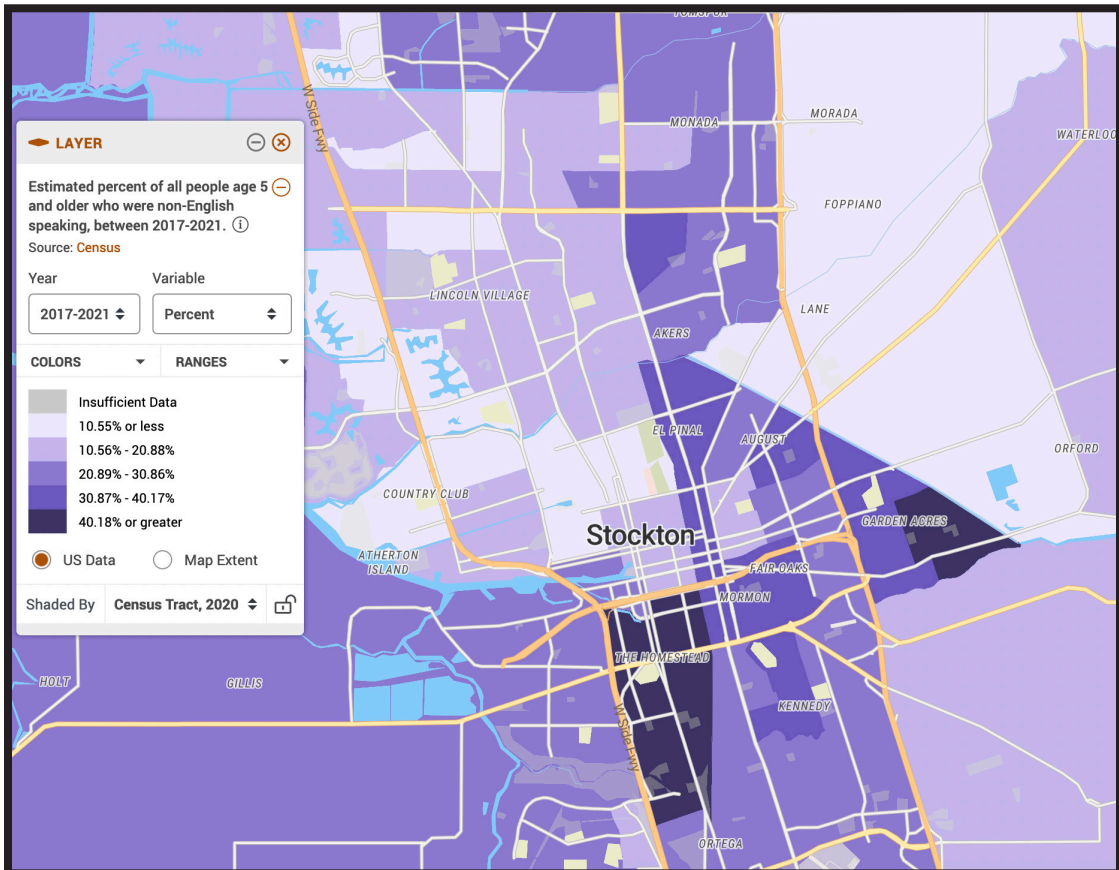 TOMSPUR
W Side Fwy
MORADA
MONADA
WATERLOO
LAYER
Estimated percent of all people age 5
and older who were non-English
speaking, between 2017-2021.
Source: Census
Year
Variable
2017-2021
Percent
COLORS
RANGES
Insufficient Data
10.55% or less
10.56% - 20.88%
20.89% - 30.86%
30.87% - 40.17%
40.18% or greater
US Data
Map Extent
Shaded By
Census Tract, 2020
FOPPIANO
LINCOLN VILLAGE
LANE
AKERS
EL PINAL
AUGUST
ORFORD
COUNTRY CLUB
GARDEN ACRES
Stockton
ATHERTON
ISLAND
FAIR OAKS
MORMON
THE HOMESTEAD
HOLT
GILLIS
KENNEDY
W Side Fwy
ORTEGA